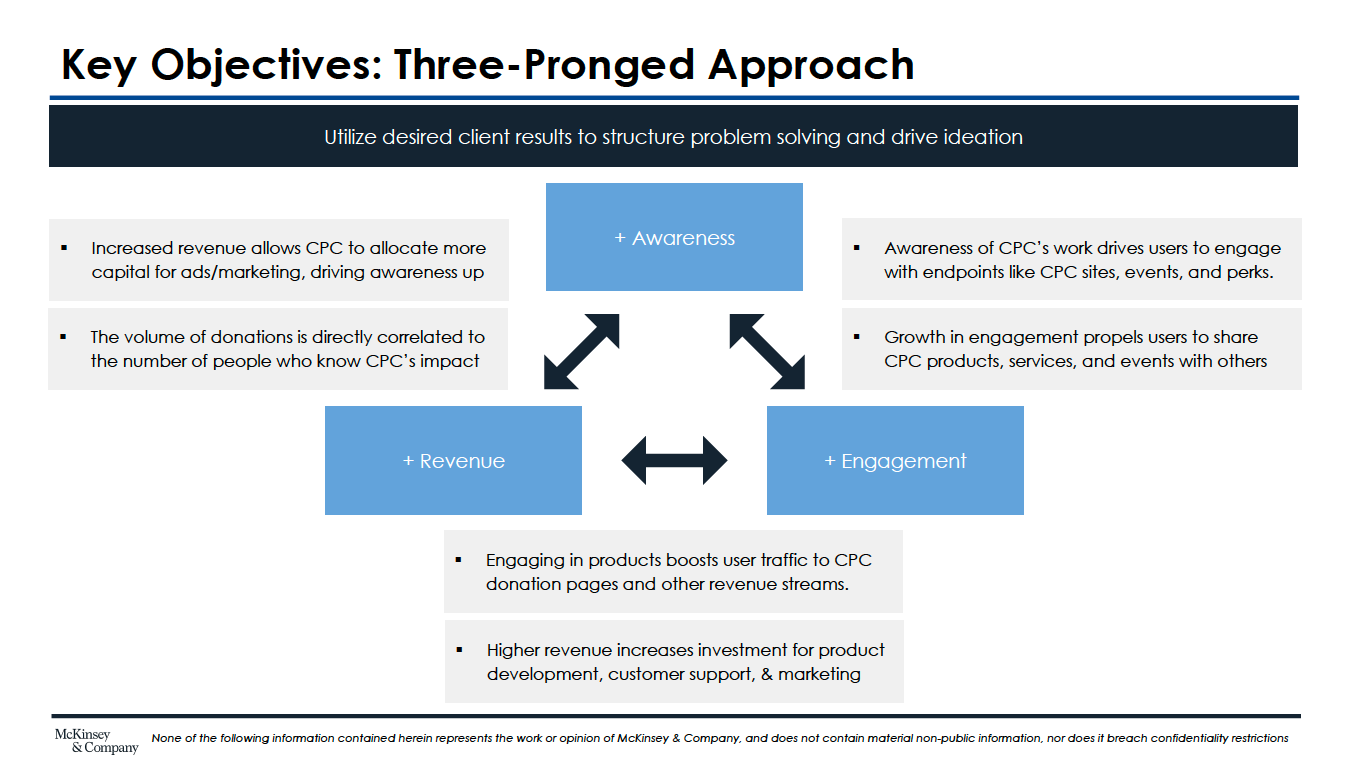 Key Objectives: Three-Pronged Approach
Utilize desired client results to structure problem solving and drive ideation
+ Awareness
▪ Increased revenue allows CPC to allocate more
capital for ads/marketing, driving awareness up
▪ The volume of donations is directly correlated to
the number of people who know CPC’s impact
▪ Awareness of CPC’s work drives users to engage
with endpoints like CPC sites, events, and perks.
▪ Growth in engagement propels users to share
CPC products, services, and events with others
+ Revenue
+ Engagement
▪ Engaging in products boosts user traffic to CPC
donation pages and other revenue streams.
▪ Higher revenue increases investment for product
development, customer support, & marketing
McKinsey
& Company
None of the following information contained herein represents the work or opinion of McKinsey & Company, and does not contain material non-public information, nor does it breach confidentiality restrictions